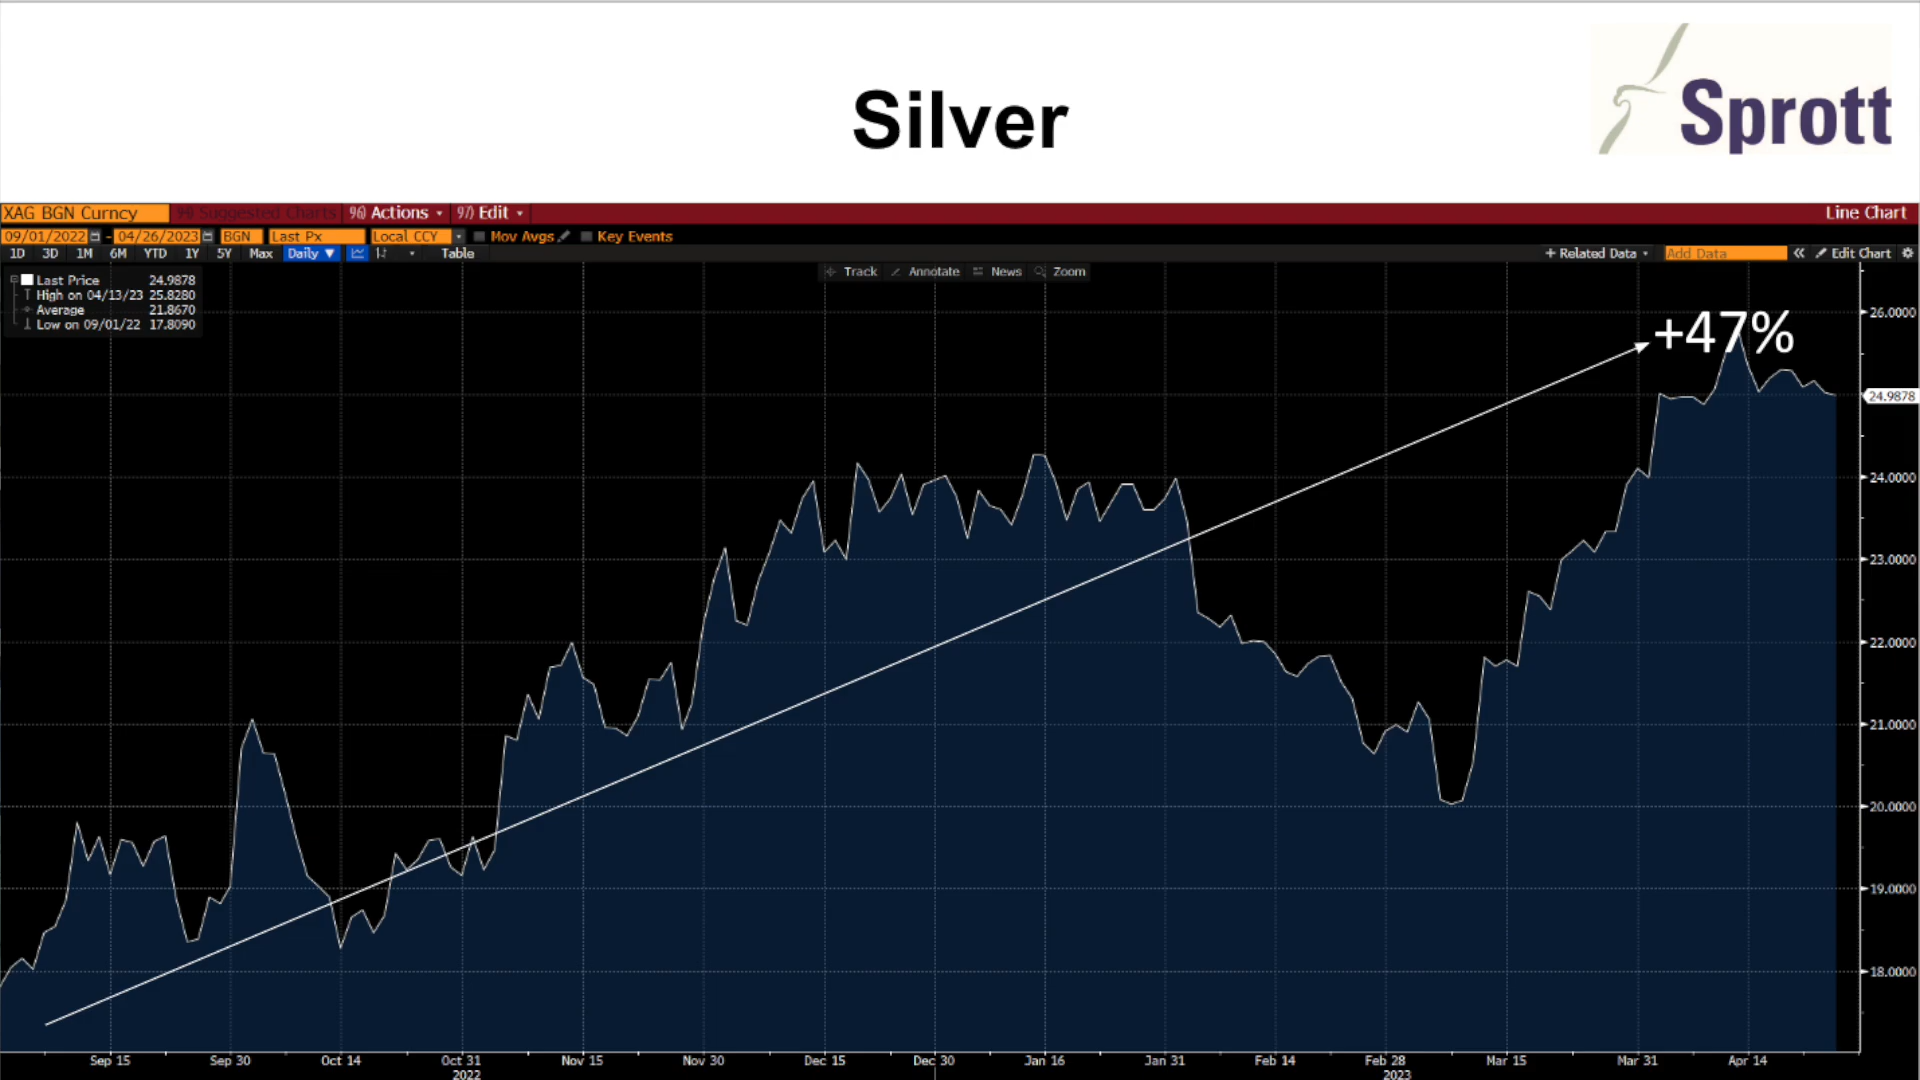 Silver
Sprott
XAG BGN Curncy 96) Suggested Charts 96) Actions 97) Edit Line Chart
09/01/2022 - 04/26/2023 BGN Last Px Local CCY Mov Avgs Key Events
1D 3D 1M 6M YTD 1Y 5Y Max Daily ▼ Table + Related Data Add Data « Edit Chart
Track Annotate News Zoom
Last Price 24.9878
High on 04/13/23 25.8280
Average 21.8670
Low on 09/01/22 17.8090
+47%
26.0000
24.9878
24.0000
23.0000
22.0000
21.0000
20.0000
19.0000
18.0000
Sep 15 Sep 30 Oct 14 Oct 31 Nov 15 Nov 30 Dec 15 Dec 30 Jan 16 Jan 31 Feb 14 Feb 28 Mar 15 Mar 31 Apr 14
2022 2023